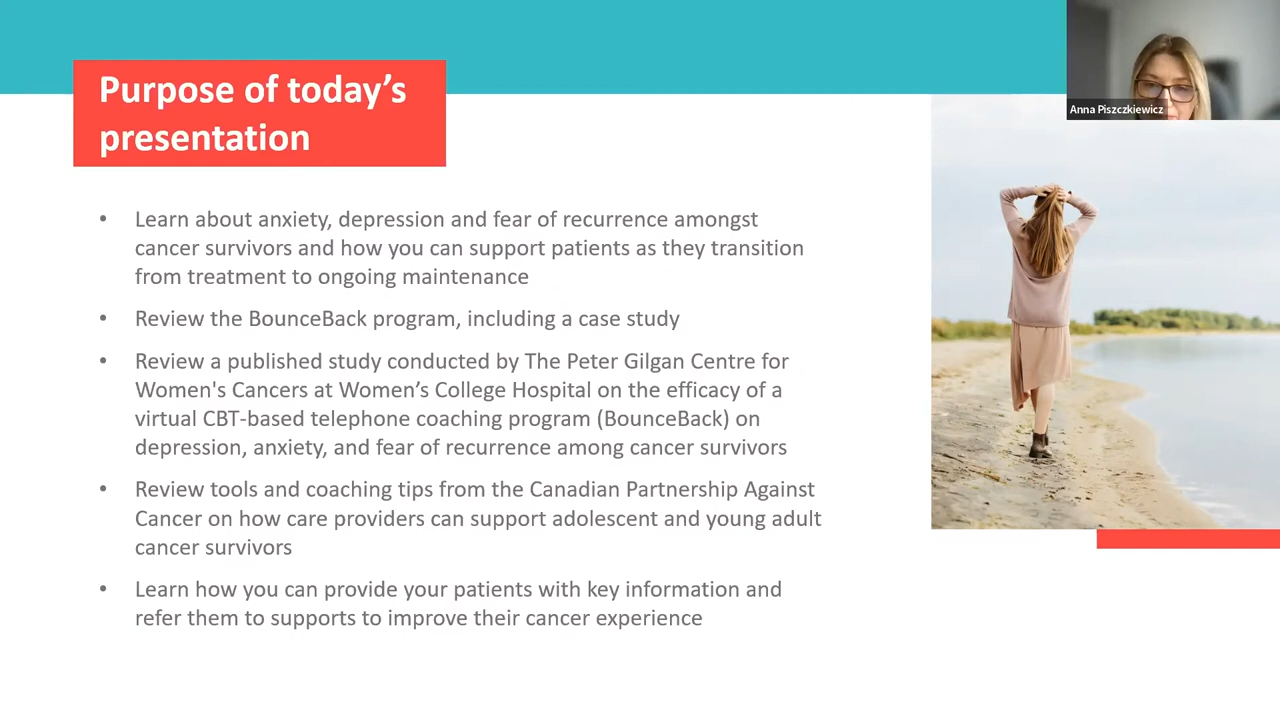 Purpose of today’s
presentation
Anna Piszczkiewicz
• Learn about anxiety, depression and fear of recurrence amongst
cancer survivors and how you can support patients as they transition
from treatment to ongoing maintenance
• Review the BounceBack program, including a case study
• Review a published study conducted by The Peter Gilgan Centre for
Women's Cancers at Women’s College Hospital on the efficacy of a
virtual CBT-based telephone coaching program (BounceBack) on
depression, anxiety, and fear of recurrence among cancer survivors
• Review tools and coaching tips from the Canadian Partnership Against
Cancer on how care providers can support adolescent and young adult
cancer survivors
• Learn how you can provide your patients with key information and
refer them to supports to improve their cancer experience